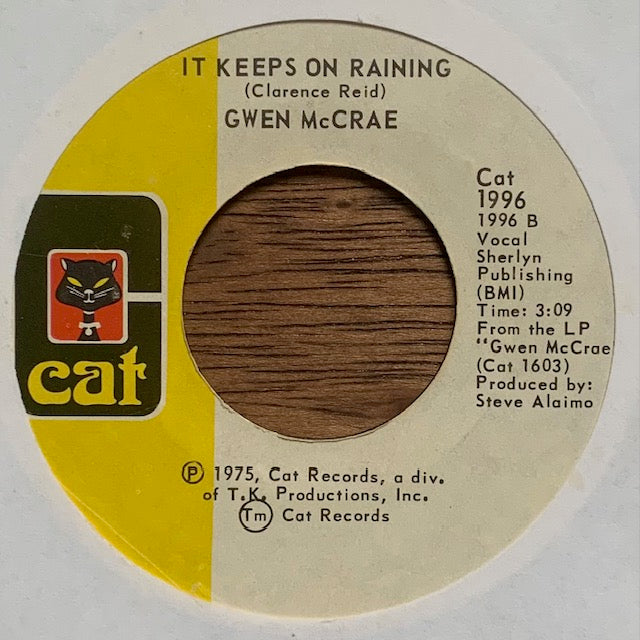 IT KEEPS ON RAINING
(Clarence Reid)
GWEN McCRAE
Cat
1996
1996 B
Vocal
Sherlyn
Publishing
(BMI)
Time: 3:09
From the LP
"Gwen McCrae
(Cat 1603)
Produced by:
Steve Alaimo
cat
Ⓟ 1975, Cat Records, a div.
of T.K. Productions, Inc.
Tm Cat Records